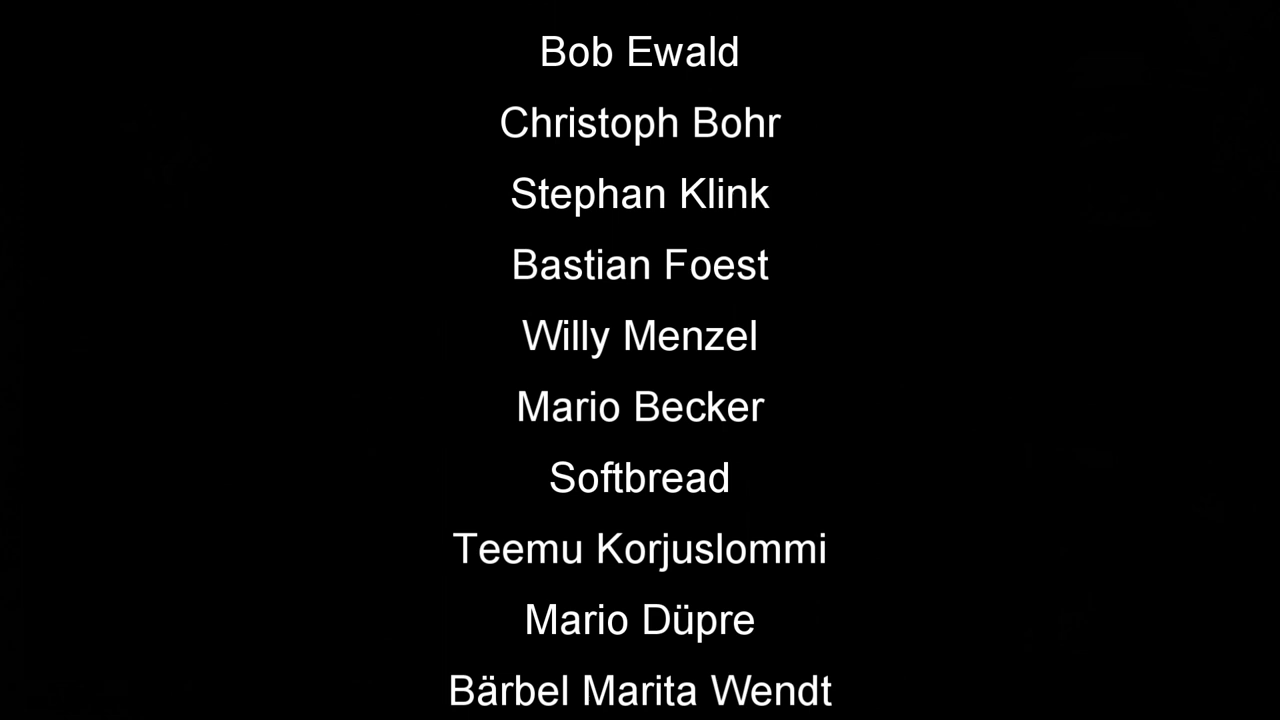 Bob Ewald
Christoph Bohr
Stephan Klink
Bastian Foest
Willy Menzel
Mario Becker
Softbread
Teemu Korjuslommi
Mario Düpre
Bärbel Marita Wendt